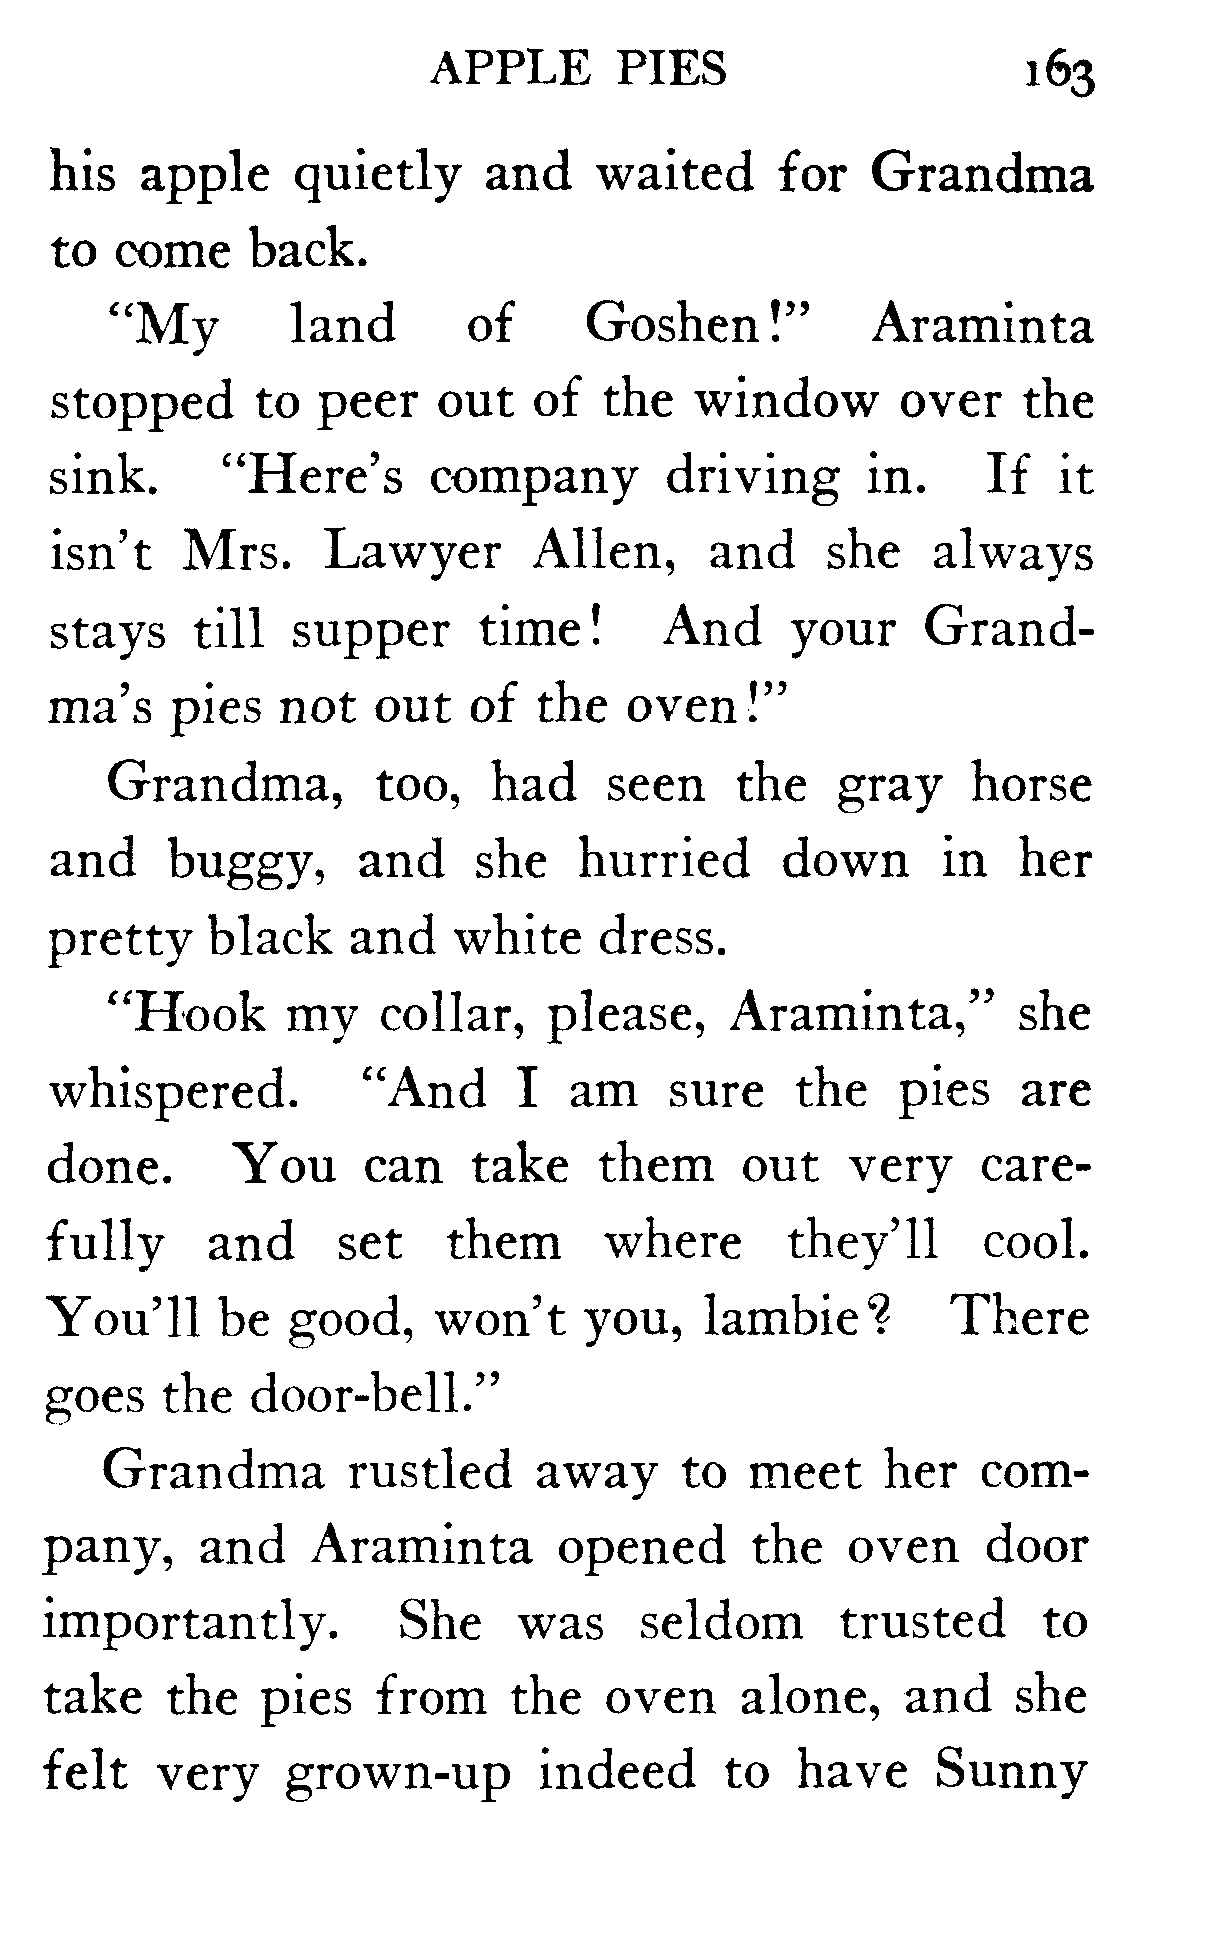 APPLE PIES 163
his apple quietly and waited for Grandma
to come back.
“My land of Goshen!” Araminta
stopped to peer out of the window over the
sink. “Here’s company driving in. If it
isn’t Mrs. Lawyer Allen, and she always
stays till supper time! And your Grand-
ma’s pies not out of the oven!”
Grandma, too, had seen the gray horse
and buggy, and she hurried down in her
pretty black and white dress.
“Hook my collar, please, Araminta,” she
whispered. “And I am sure the pies are
done. You can take them out very care-
fully and set them where they’ll cool.
You’ll be good, won’t you, lambie? There
goes the door-bell.”
Grandma rustled away to meet her com-
pany, and Araminta opened the oven door
importantly. She was seldom trusted to
take the pies from the oven alone, and she
felt very grown-up indeed to have Sunny